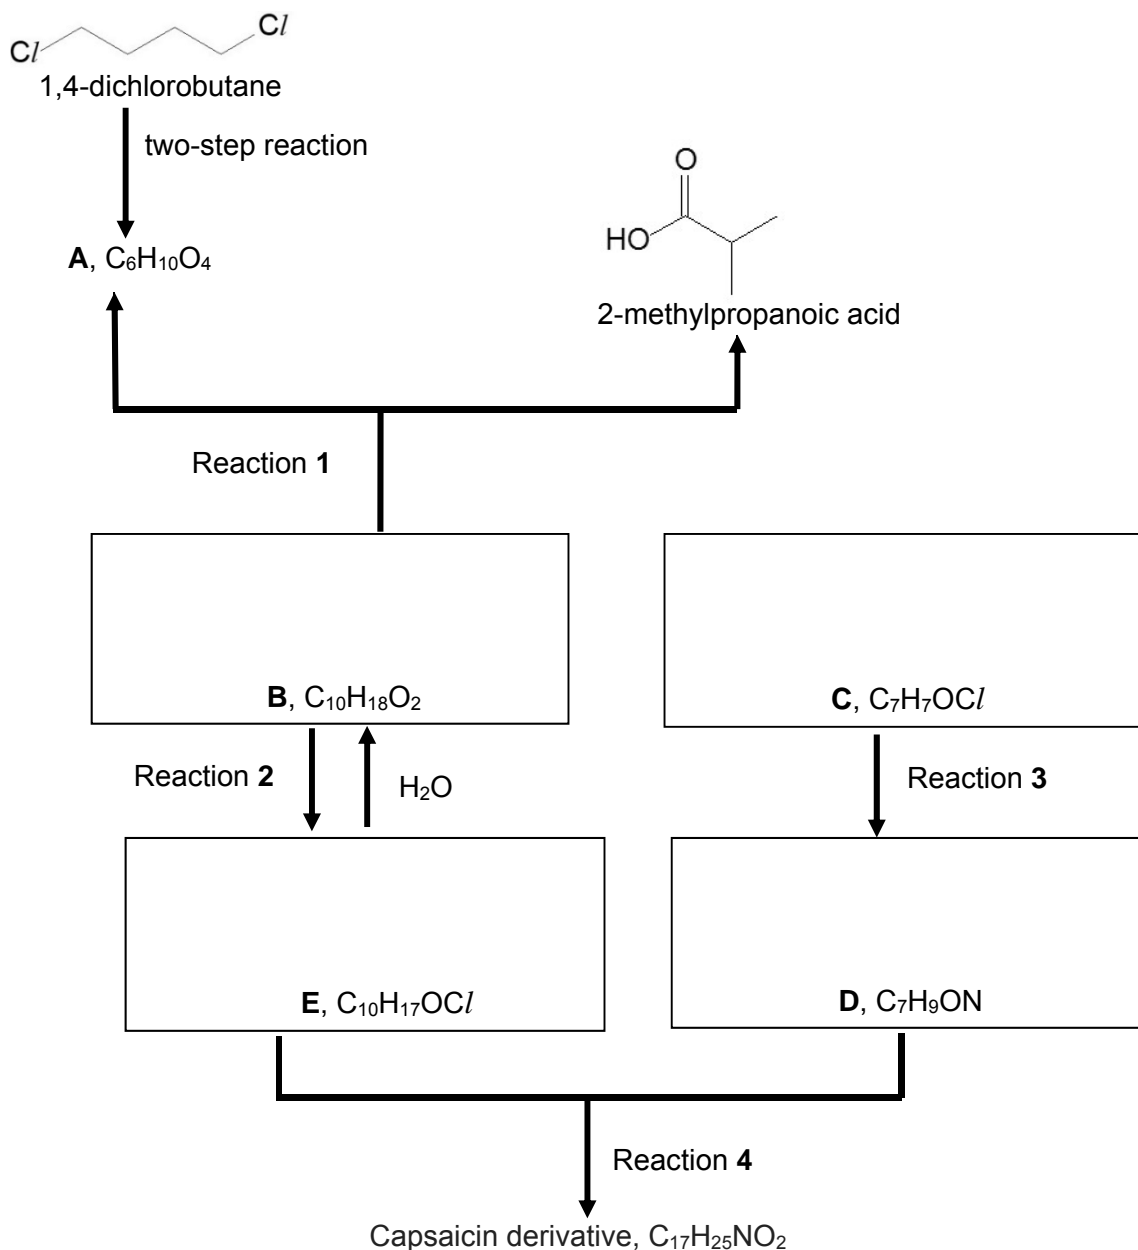 Cl
Cl
1,4-dichlorobutane
two-step reaction
A, C₆H₁₀O₄
O
HO
2-methylpropanoic acid
Reaction 1
B, C₁₀H₁₈O₂
C, C₇H₇OCl
Reaction 2
H₂O
Reaction 3
E, C₁₀H₁₇OCl
D, C₇H₉ON
Reaction 4
Capsaicin derivative, C₁₇H₂₅NO₂